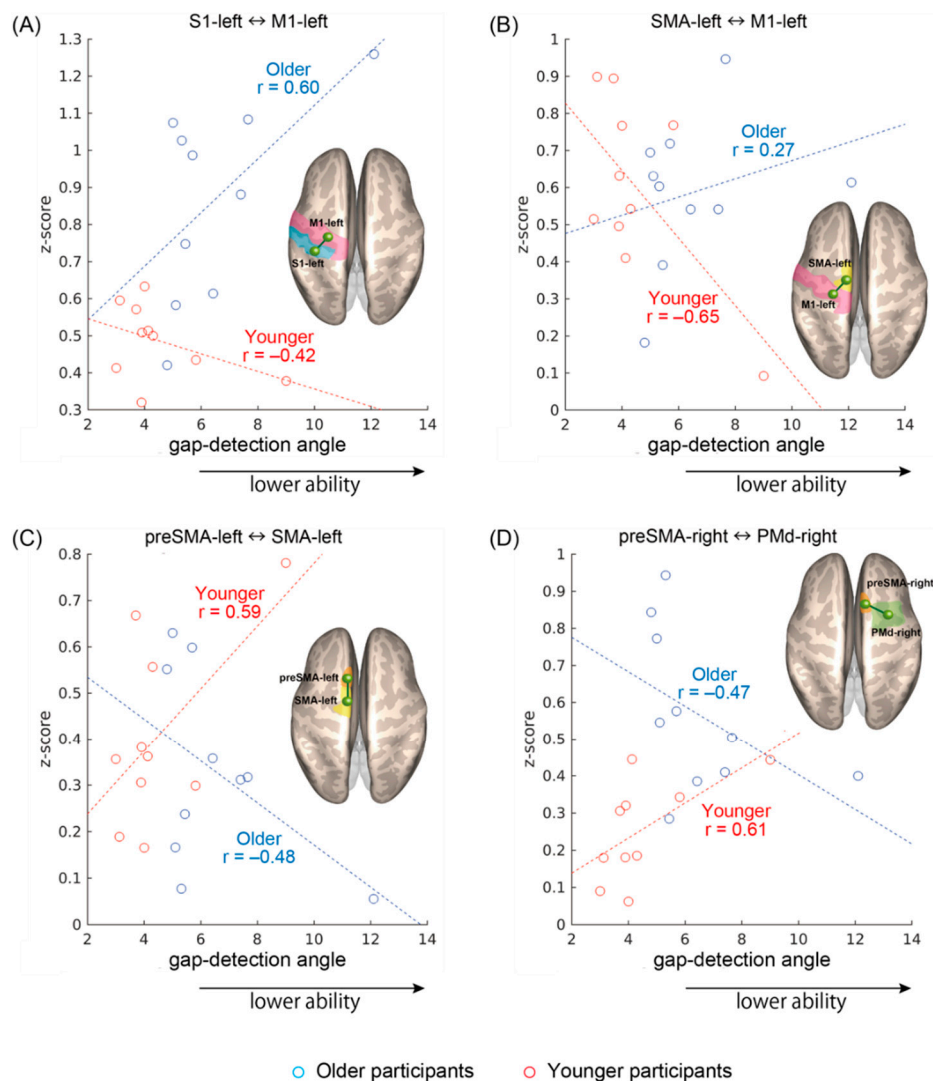 (A) S1-left ↔ M1-left
1.3
1.2
1.1
1
0.9
0.8
0.7
0.6
0.5
0.4
0.3
z-score
Older
r = 0.60
M1-left
S1-left
Younger
r = –0.42
2 4 6 8 10 12 14
gap-detection angle
lower ability
(B) SMA-left ↔ M1-left
1
0.9
0.8
0.7
0.6
0.5
0.4
0.3
0.2
0.1
0
z-score
Older
r = 0.27
SMA-left
M1-left
Younger
r = –0.65
2 4 6 8 10 12 14
gap-detection angle
lower ability
(C) preSMA-left ↔ SMA-left
0.8
0.7
0.6
0.5
0.4
0.3
0.2
0.1
0
z-score
Younger
r = 0.59
preSMA-left
SMA-left
Older
r = –0.48
2 4 6 8 10 12 14
gap-detection angle
lower ability
(D) preSMA-right ↔ PMd-right
1
0.9
0.8
0.7
0.6
0.5
0.4
0.3
0.2
0.1
0
z-score
preSMA-right
PMd-right
Older
r = –0.47
Younger
r = 0.61
2 4 6 8 10 12 14
gap-detection angle
lower ability
Older participants Younger participants